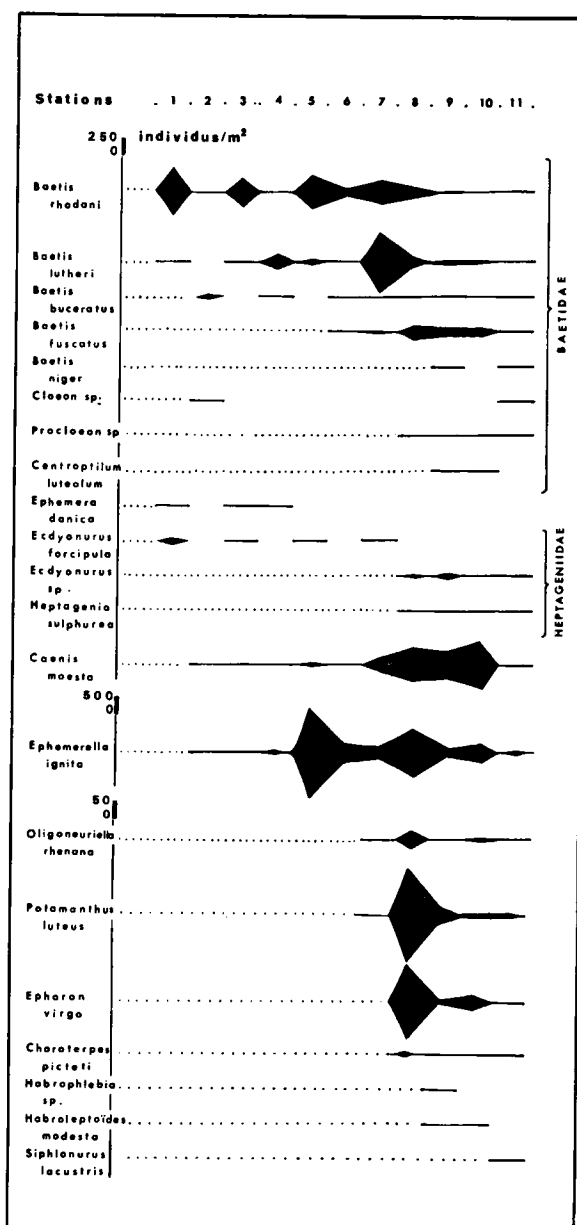 Stations . 1 . 2 . 3 .. 4 . 5 . 6 . 7 . 8 . 9 . 10 . 11 .
250 individus/m²
0
Baetis
rhodani
Baetis
lutheri
Baetis
buceratus
Baetis
fuscatus
Baetis
niger
Cloeon sp.
Procloeon sp
Centroptilum
luteolum
BAETIDAE
Ephemera
danica
Ecdyonurus
forcipula
Ecdyonurus
sp.
Heptagenia
sulphurea
HEPTAGENIIDAE
Caenis
moesta
500
0
Ephemerella
ignita
50
0
Oligoneuriella
rhenana
Potamanthus
luteus
Ephoron
virgo
Choroterpes
picteti
Habrophlebia
sp.
Habroleptoïdes
modesta
Siphlonurus
lacustris